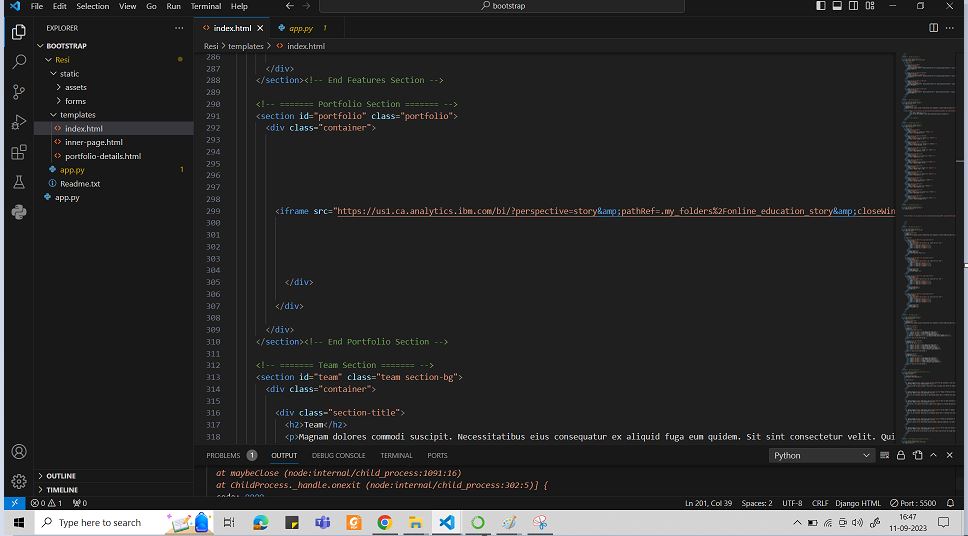 File Edit Selection View Go Run Terminal Help
bootstrap
EXPLORER
BOOTSTRAP
Resi
static
assets
forms
templates
index.html
inner-page.html
portfolio-details.html
app.py 1
Readme.txt
app.py
OUTLINE
TIMELINE
index.html
app.py 1
Resi > templates > index.html
286
287 </div>
288 </section><!-- End Features Section -->
289
290 <!-- ======= Portfolio Section ======= -->
291 <section id="portfolio" class="portfolio">
292 <div class="container">
293
294
295
296
297
298
299 <iframe src="https://us1.ca.analytics.ibm.com/bi/?perspective=story&amp;pathRef=.my_folders%2Fonline_education_story&amp;closeWin
300
301
302
303
304
305 </div>
306
307 </div>
308
309 </div>
310 </section><!-- End Portfolio Section -->
311
312 <!-- ======= Team Section ======= -->
313 <section id="team" class="team section-bg">
314 <div class="container">
315
316 <div class="section-title">
317 <h2>Team</h2>
318 <p>Magnam dolores commodi suscipit. Necessitatibus eius consequatur ex aliquid fuga eum quidem. Sit sint consectetur velit. Qui
PROBLEMS 1 OUTPUT DEBUG CONSOLE TERMINAL PORTS
Python
at maybeClose (node:internal/child_process:1091:16)
at ChildProcess._handle.onexit (node:internal/child_process:302:5)] {
0 1 0
Ln 201, Col 39 Spaces: 2 UTF-8 CRLF Django HTML Port : 5500
Type here to search
16:47
11-09-2023